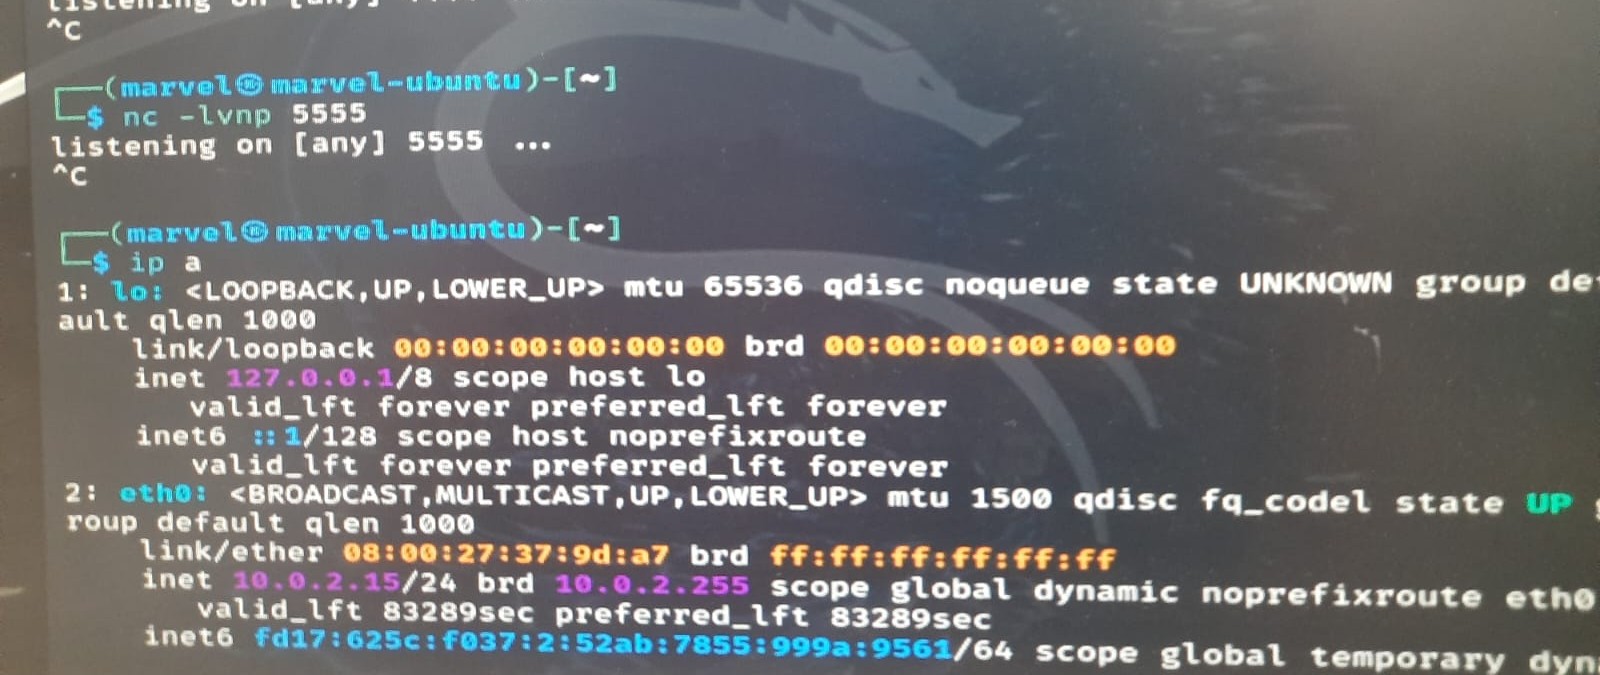 listening on [any] 5555 ...
^C
┌──(marvel㉿marvel-ubuntu)-[~]
└─$ nc -lvnp 5555
listening on [any] 5555 ...
^C
┌──(marvel㉿marvel-ubuntu)-[~]
└─$ ip a
1: lo: <LOOPBACK,UP,LOWER_UP> mtu 65536 qdisc noqueue state UNKNOWN group def
ault qlen 1000
link/loopback 00:00:00:00:00:00 brd 00:00:00:00:00:00
inet 127.0.0.1/8 scope host lo
valid_lft forever preferred_lft forever
inet6 ::1/128 scope host noprefixroute
valid_lft forever preferred_lft forever
2: eth0: <BROADCAST,MULTICAST,UP,LOWER_UP> mtu 1500 qdisc fq_codel state UP g
roup default qlen 1000
link/ether 08:00:27:37:9d:a7 brd ff:ff:ff:ff:ff:ff
inet 10.0.2.15/24 brd 10.0.2.255 scope global dynamic noprefixroute eth0
valid_lft 83289sec preferred_lft 83289sec
inet6 fd17:625c:f037:2:52ab:7855:999a:9561/64 scope global temporary dyn